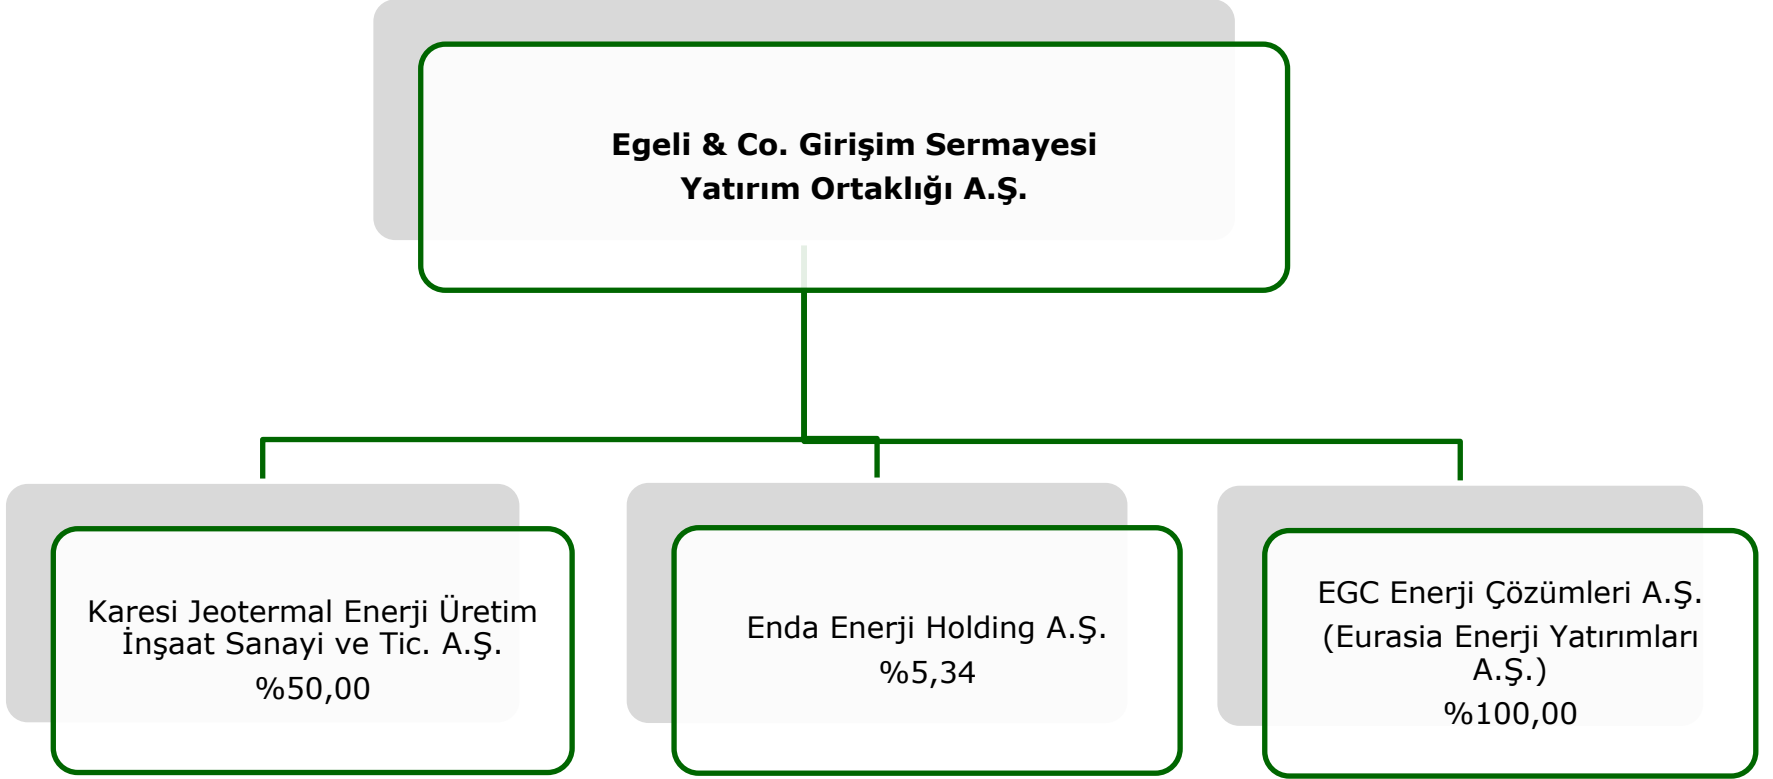 Egeli & Co. Girişim Sermayesi
Yatırım Ortaklığı A.Ş.
Karesi Jeotermal Enerji Üretim
İnşaat Sanayi ve Tic. A.Ş.
%50,00
Enda Enerji Holding A.Ş.
%5,34
EGC Enerji Çözümleri A.Ş.
(Eurasia Enerji Yatırımları
A.Ş.)
%100,00